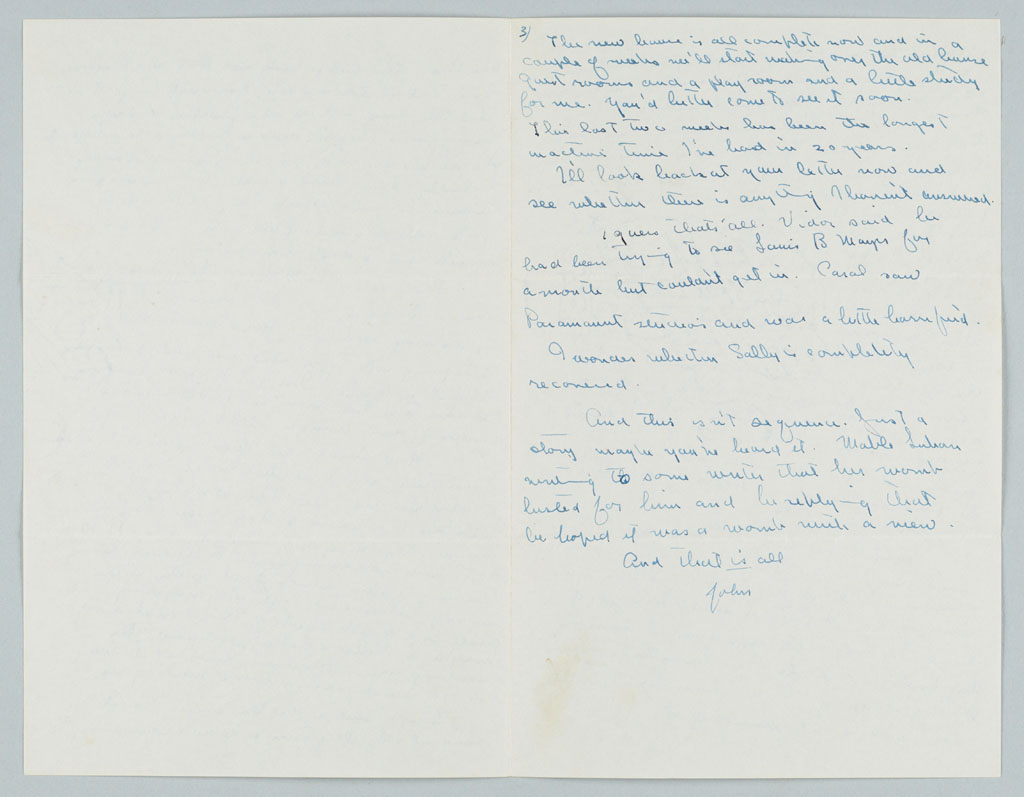 3)
The new house is all complete now and in a
couple of weeks we'll start making over the old house
guest rooms and a play room and a little study
for me. You'd better come to see it soon.
This last two weeks has been the longest
inactive time I've had in 20 years.
I'll look back at your letter now and
see whether there is anything I haven't answered.
I guess that's all. Vidor said he
had been trying to see Louis B Mayer for
a month but couldn't get in. Carol saw
Paramount studios and was a little horrified.
I wonder whether Sally is completely
recovered.
And this isn't sequence. Just a
story maybe you've heard it. Mable Luhan
writing to some writer that her womb
lusted for him and he replying that
he hoped it was a womb with a view.
And that is all
John